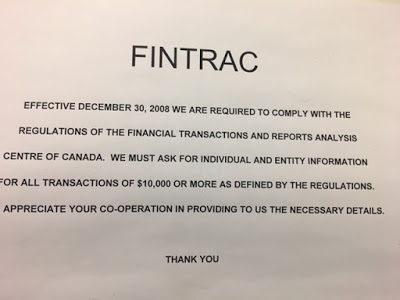 FINTRAC
EFFECTIVE DECEMBER 30, 2008 WE ARE REQUIRED TO COMPLY WITH THE
REGULATIONS OF THE FINANCIAL TRANSACTIONS AND REPORTS ANALYSIS
CENTRE OF CANADA. WE MUST ASK FOR INDIVIDUAL AND ENTITY INFORMATION
FOR ALL TRANSACTIONS OF $10,000 OR MORE AS DEFINED BY THE REGULATIONS.
APPRECIATE YOUR CO-OPERATION IN PROVIDING TO US THE NECESSARY DETAILS.
THANK YOU